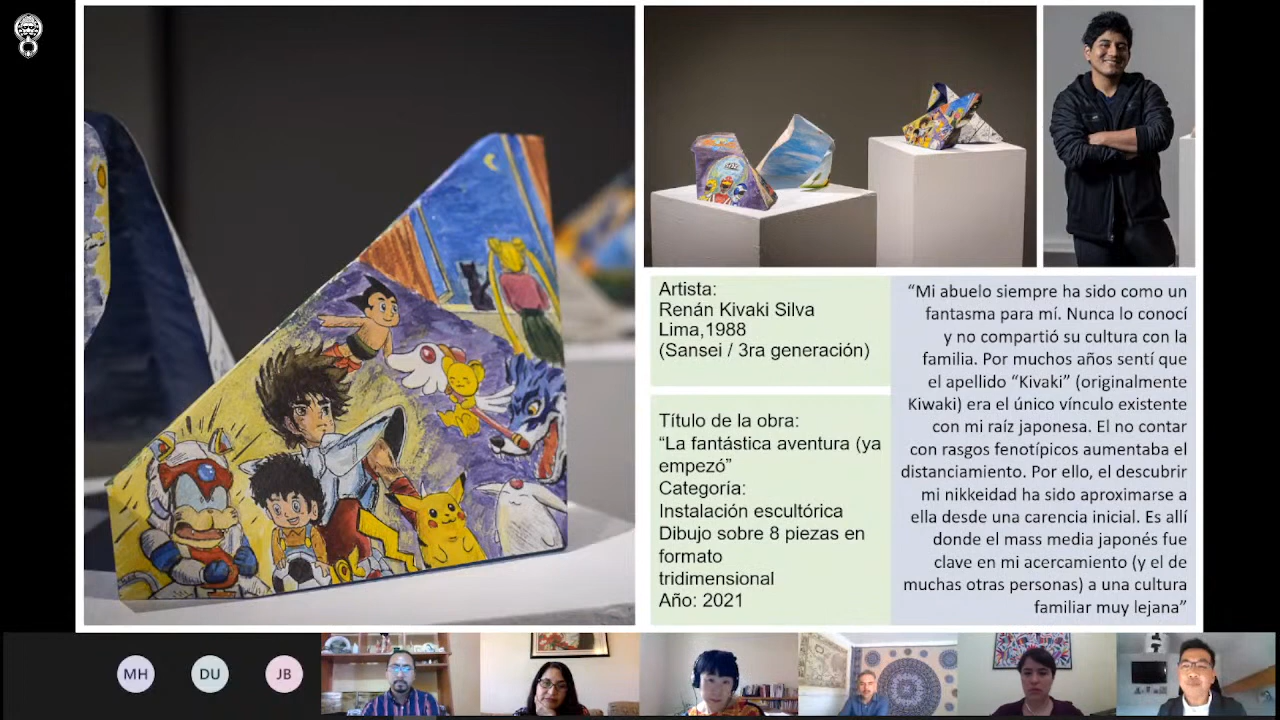 Artista:
Renán Kivaki Silva
Lima,1988
(Sansei / 3ra generación)
Título de la obra:
“La fantástica aventura (ya
empezó”
Categoría:
Instalación escultórica
Dibujo sobre 8 piezas en
formato
tridimensional
Año: 2021
“Mi abuelo siempre ha sido como un
fantasma para mí. Nunca lo conocí
y no compartió su cultura con la
familia. Por muchos años sentí que
el apellido “Kivaki” (originalmente
Kiwaki) era el único vínculo existente
con mi raíz japonesa. El no contar
con rasgos fenotípicos aumentaba el
distanciamiento. Por ello, el descubrir
mi nikkeidad ha sido aproximarse a
ella desde una carencia inicial. Es allí
donde el mass media japonés fue
clave en mi acercamiento (y el de
muchas otras personas) a una cultura
familiar muy lejana”
MH
DU
JB